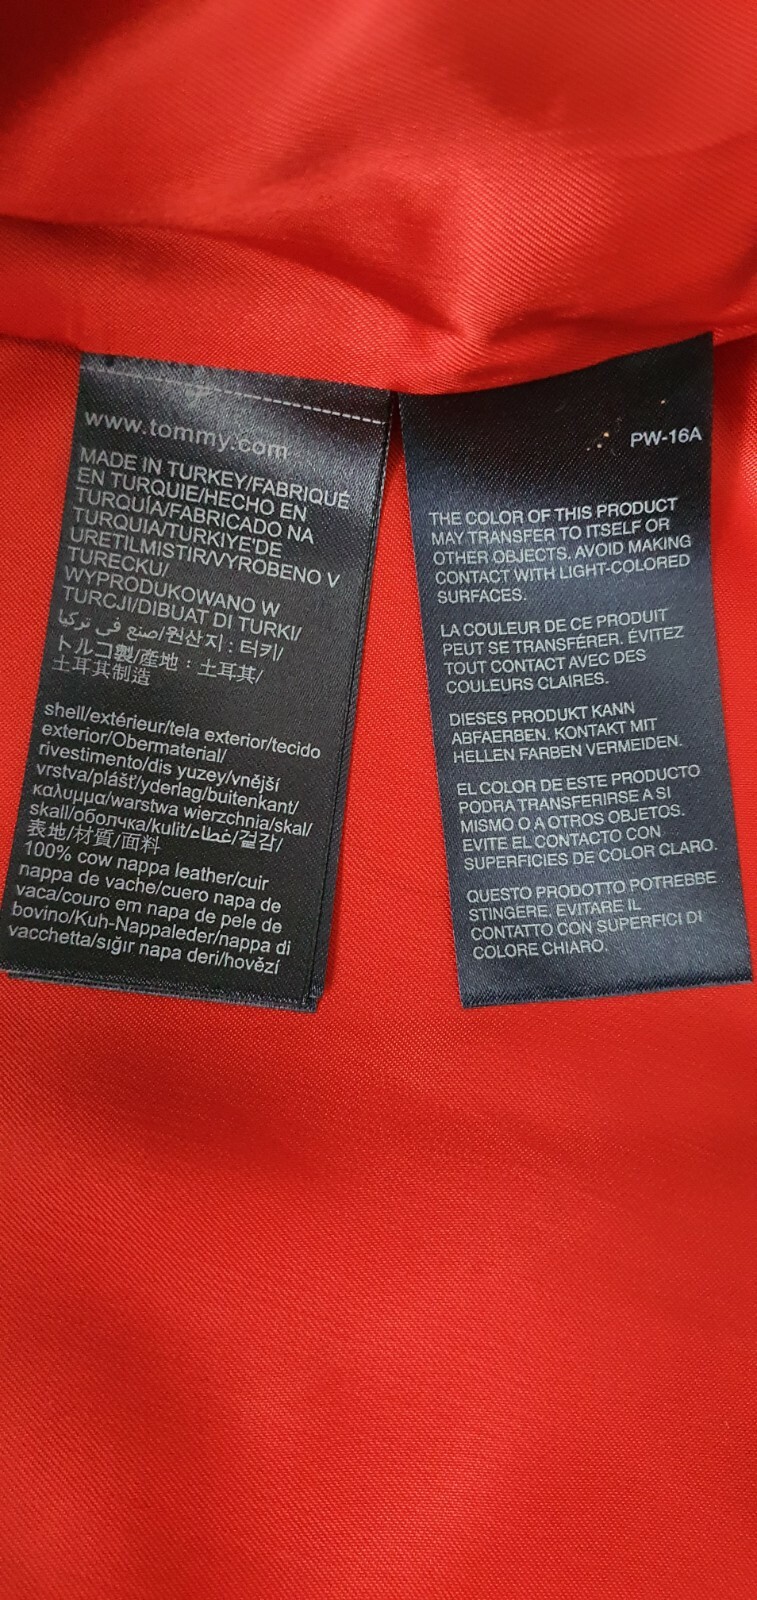 www.tommy.com
MADE IN TURKEY/FABRIQUÉ
EN TURQUIE/HECHO EN
TURQUÍA/FABRICADO NA
TURQUIA/TURKIYE'DE
URETILMISTIR/VYROBENO V
TURECKU/
WYPRODUKOWANO W
TURCJI/DIBUAT DI TURKI/
صنع في تركيا/원산지 : 터키/
トルコ製/產地：土耳其/
土耳其制造
shell/extérieur/tela exterior/tecido
exterior/Obermaterial/
rivestimento/dis yuzey/vnější
vrstva/plášť/yderlag/buitenkant/
καλυμμα/warstwa wierzchnia/skal/
skall/оболчка/kulit/غطاء/겉감/
表地/材質/面料
100% cow nappa leather/cuir
nappa de vache/cuero napa de
vaca/couro em napa de pele de
bovino/Kuh-Nappaleder/nappa di
vacchetta/sığır napa deri/hovězí
PW-16A
THE COLOR OF THIS PRODUCT
MAY TRANSFER TO ITSELF OR
OTHER OBJECTS. AVOID MAKING
CONTACT WITH LIGHT-COLORED
SURFACES.
LA COULEUR DE CE PRODUIT
PEUT SE TRANSFÉRER. ÉVITEZ
TOUT CONTACT AVEC DES
COULEURS CLAIRES.
DIESES PRODUKT KANN
ABFAERBEN. KONTAKT MIT
HELLEN FARBEN VERMEIDEN.
EL COLOR DE ESTE PRODUCTO
PODRA TRANSFERIRSE A SI
MISMO O A OTROS OBJETOS.
EVITE EL CONTACTO CON
SUPERFICIES DE COLOR CLARO.
QUESTO PRODOTTO POTREBBE
STINGERE. EVITARE IL
CONTATTO CON SUPERFICI DI
COLORE CHIARO.